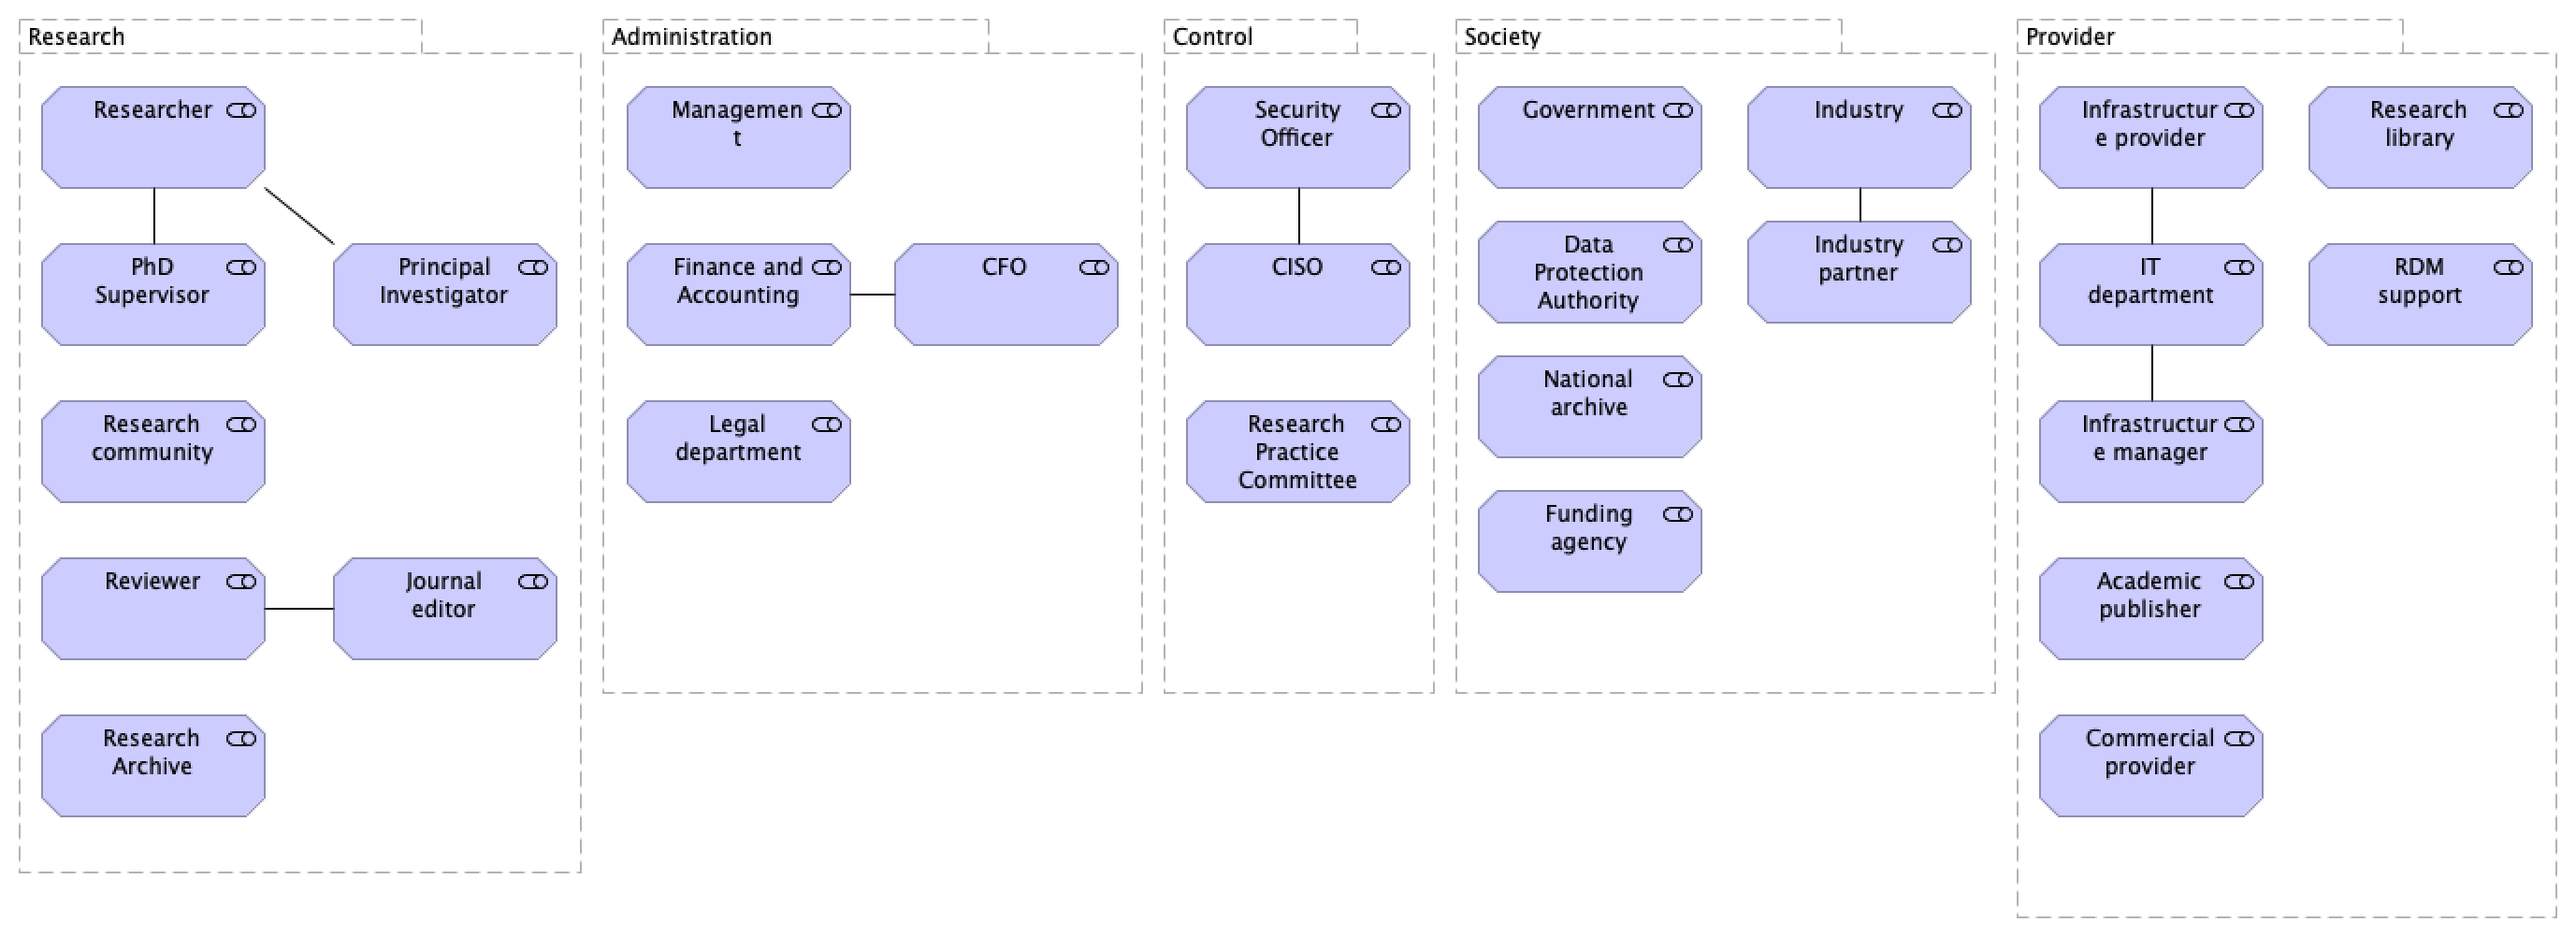 Research
Researcher
PhD
Supervisor
Principal
Investigator
Research
community
Reviewer
Journal
editor
Research
Archive
Administration
Managemen
t
Finance and
Accounting
CFO
Legal
department
Control
Security
Officer
CISO
Research
Practice
Committee
Society
Government
Industry
Data
Protection
Authority
Industry
partner
National
archive
Funding
agency
Provider
Infrastructur
e provider
Research
library
IT
department
RDM
support
Infrastructur
e manager
Academic
publisher
Commercial
provider